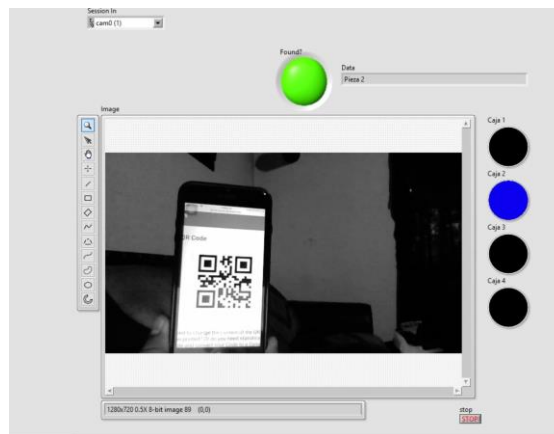 Session In
cam0 (1)
Found?
Data
Pieza 2
Image
Caja 1
Caja 2
Caja 3
Caja 4
QR Code
1280x720 0.5X 8-bit image 89 (0,0)
stop
STOP